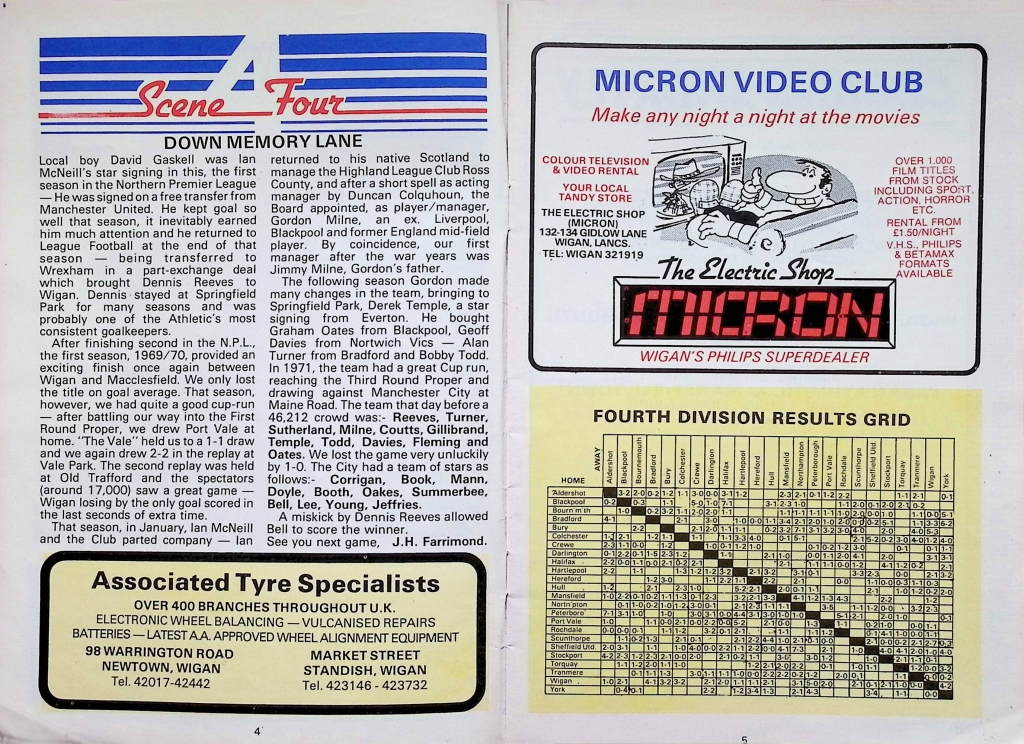 Scene 4 Four
DOWN MEMORY LANE
Local boy David Gaskell was Ian
McNeill's star signing in this, the first
season in the Northern Premier League
— He was signed on a free transfer from
Manchester United. He kept goal so
well that season, it inevitably earned
him much attention and he returned to
League Football at the end of that
season — being transferred to
Wrexham in a part-exchange deal
which brought Dennis Reeves to
Wigan. Dennis stayed at Springfield
Park for many seasons and was
probably one of the Athletic's most
consistent goalkeepers.
After finishing second in the N.P.L.,
the first season, 1969/70, provided an
exciting finish once again between
Wigan and Macclesfield. We only lost
the title on goal average. That season,
however, we had quite a good cup-run
— after battling our way into the First
Round Proper, we drew Port Vale at
home. "The Vale" held us to a 1-1 draw
and we again drew 2-2 in the replay at
Vale Park. The second replay was held
at Old Trafford and the spectators
(around 17,000) saw a great game —
Wigan losing by the only goal scored in
the last seconds of extra time.
That season, in January, Ian McNeill
and the Club parted company — Ian
returned to his native Scotland to
manage the Highland League Club Ross
County, and after a short spell as acting
manager by Duncan Colquhoun, the
Board appointed, as player/manager,
Gordon Milne, an ex. Liverpool,
Blackpool and former England mid-field
player. By coincidence, our first
manager after the war years was
Jimmy Milne, Gordon's father.
The following season Gordon made
many changes in the team, bringing to
Springfield Park, Derek Temple, a star
signing from Everton. He bought
Graham Oates from Blackpool, Geoff
Davies from Nortwich Vics — Alan
Turner from Bradford and Bobby Todd.
In 1971, the team had a great Cup run,
reaching the Third Round Proper and
drawing against Manchester City at
Maine Road. The team that day before a
46,212 crowd was:- Reeves, Turner,
Sutherland, Milne, Coutts, Gillibrand,
Temple, Todd, Davies, Fleming and
Oates. We lost the game very unluckily
by 1-0. The City had a team of stars as
follows:- Corrigan, Book, Mann,
Doyle, Booth, Oakes, Summerbee,
Bell, Lee, Young, Jeffries.
A miskick by Dennis Reeves allowed
Bell to score the winner.
See you next game, J.H. Farrimond.
Associated Tyre Specialists
OVER 400 BRANCHES THROUGHOUT U.K.
ELECTRONIC WHEEL BALANCING — VULCANISED REPAIRS
BATTERIES — LATEST A.A. APPROVED WHEEL ALIGNMENT EQUIPMENT
98 WARRINGTON ROAD
NEWTOWN, WIGAN
Tel. 42017-42442
MARKET STREET
STANDISH, WIGAN
Tel. 423146 - 423732
4
MICRON VIDEO CLUB
Make any night a night at the movies
COLOUR TELEVISION
& VIDEO RENTAL
YOUR LOCAL
TANDY STORE
THE ELECTRIC SHOP
(MICRON)
132-134 GIDLOW LANE
WIGAN, LANCS.
TEL: WIGAN 321919
OVER 1,000
FILM TITLES
FROM STOCK
INCLUDING SPORT,
ACTION, HORROR
ETC.
RENTAL FROM
£1.50/NIGHT
V.H.S., PHILIPS
& BETAMAX
FORMATS
AVAILABLE
The Electric Shop
MICRON
WIGAN'S PHILIPS SUPERDEALER
FOURTH DIVISION RESULTS GRID
AWAY
Aldershot
Blackpool
Bournemouth
Bradford
Bury
Colchester
Crewe
Darlington
Halifax
Hartlepool
Hereford
Hull
Mansfield
Northampton
Peterborough
Port Vale
Rochdale
Scunthorpe
Sheffield Utd.
Stockport
Torquay
Tranmere
Wigan
York
HOME
Aldershot
Blackpool
Bourn'm'th
Bradford
Bury
Colchester
Crewe
Darlington
Halifax
Hartlepool
Hereford
Hull
Mansfield
North'pton
Peterboro'
Port Vale
Rochdale
Scunthorpe
Sheffield Utd.
Stockport
Torquay
Tranmere
Wigan
York
5